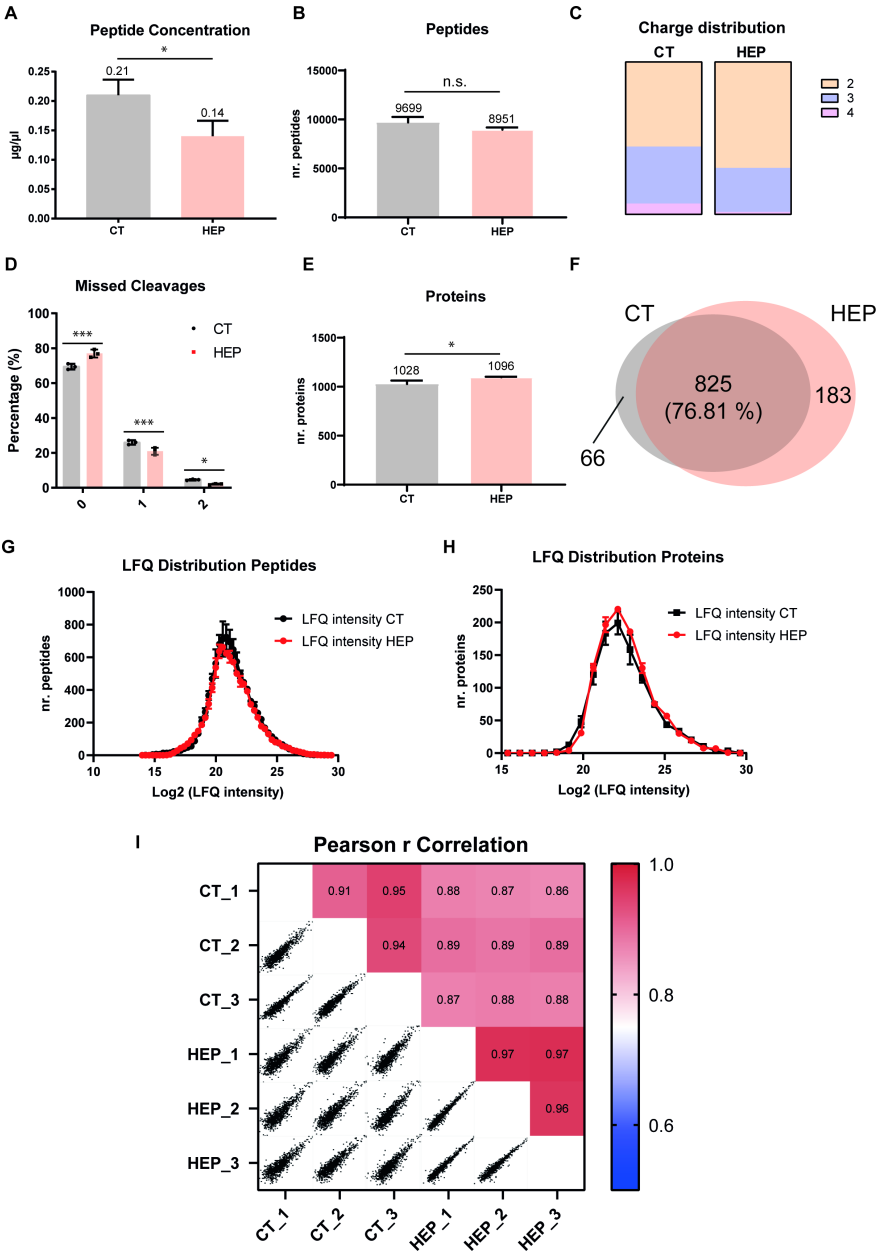 A
Peptide Concentration
*
0.21
0.14
0.25
0.20
0.15
0.10
0.05
0.00
µg/µl
CT
HEP
B
Peptides
n.s.
9699
8951
15000
10000
5000
0
nr. peptides
CT
HEP
C
Charge distribution
CT
HEP
2
3
4
D
Missed Cleavages
100
80
60
40
20
0
Percentage (%)
***
***
*
CT
HEP
0
1
2
E
Proteins
*
1028
1096
1500
1000
500
0
nr. proteins
CT
HEP
F
CT
HEP
825
(76.81 %)
183
66
G
LFQ Distribution Peptides
1000
800
600
400
200
0
nr. peptides
LFQ intensity CT
LFQ intensity HEP
10
15
20
25
30
Log2 (LFQ intensity)
H
LFQ Distribution Proteins
250
200
150
100
50
0
nr. proteins
LFQ intensity CT
LFQ intensity HEP
15
20
25
30
Log2 (LFQ intensity)
I
Pearson r Correlation
CT_1 0.91 0.95 0.88 0.87 0.86
CT_2 0.94 0.89 0.89 0.89
CT_3 0.87 0.88 0.88
HEP_1 0.97 0.97
HEP_2 0.96
HEP_3
CT_1 CT_2 CT_3 HEP_1 HEP_2 HEP_3
1.0
0.8
0.6